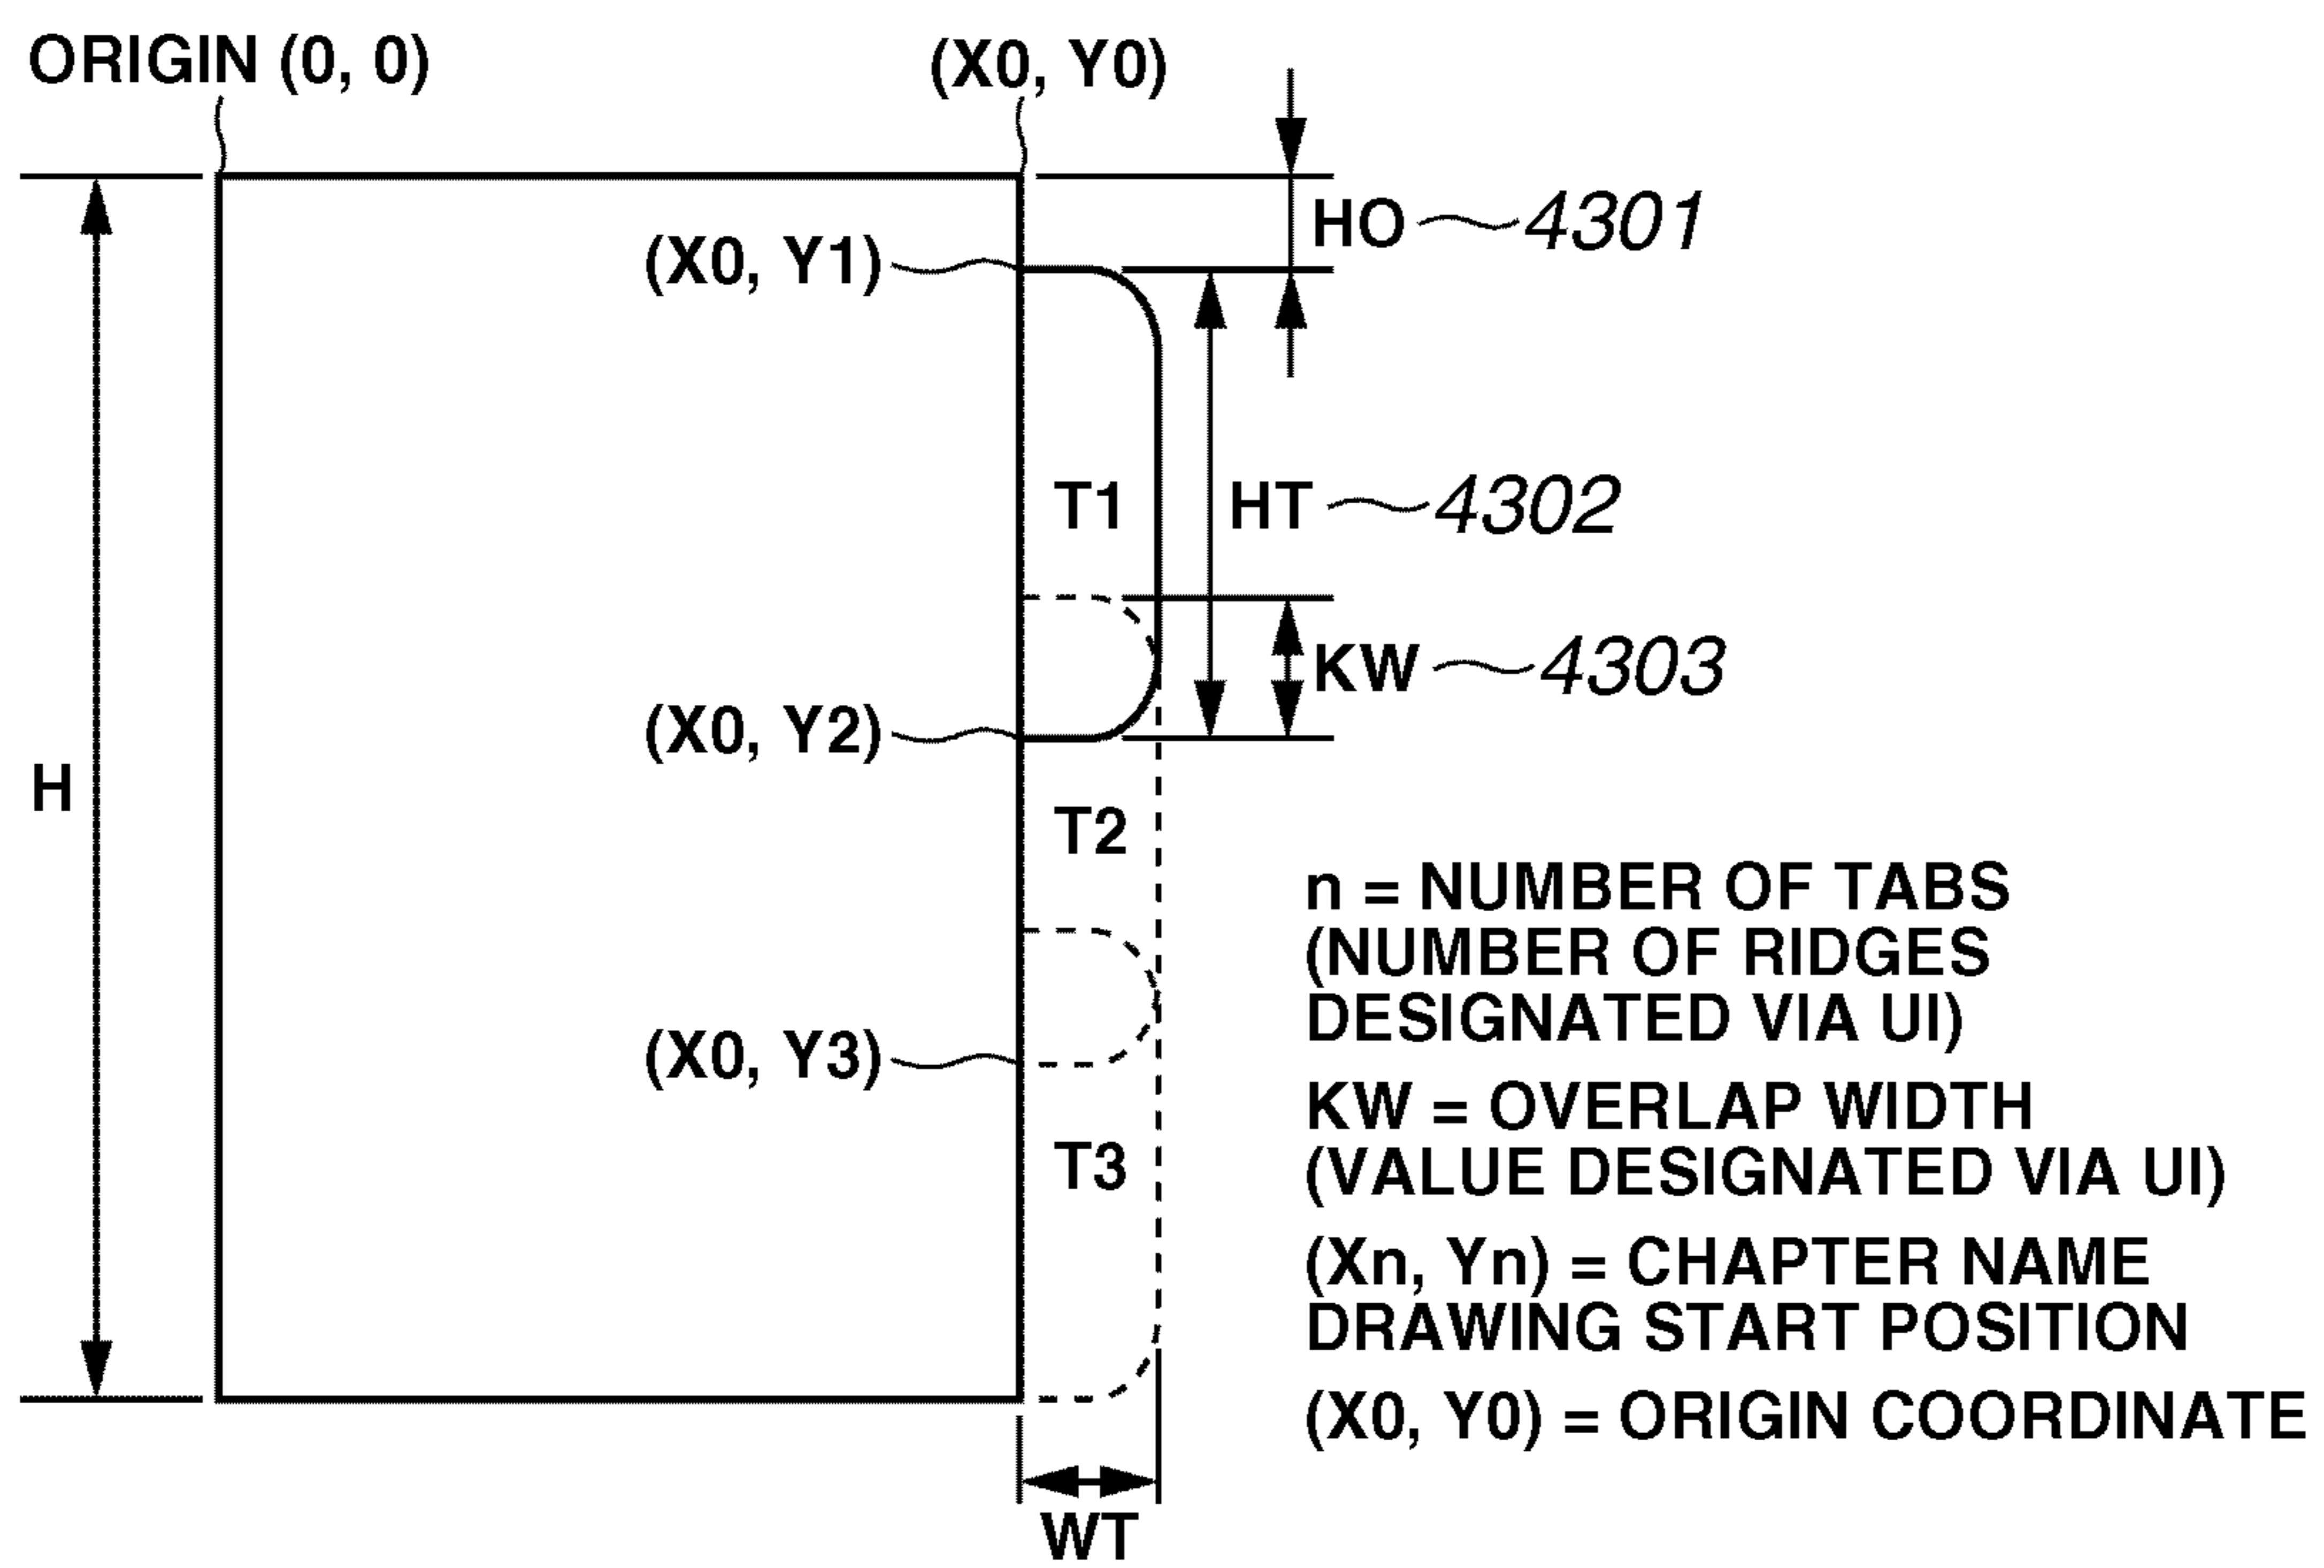 ORIGIN (0, 0)
(X0, Y0)
HO 4301
(X0, Y1)
T1
HT 4302
KW 4303
(X0, Y2)
H
T2
(X0, Y3)
T3
n = NUMBER OF TABS
(NUMBER OF RIDGES
DESIGNATED VIA UI)
KW = OVERLAP WIDTH
(VALUE DESIGNATED VIA UI)
(Xn, Yn) = CHAPTER NAME
DRAWING START POSITION
(X0, Y0) = ORIGIN COORDINATE
WT